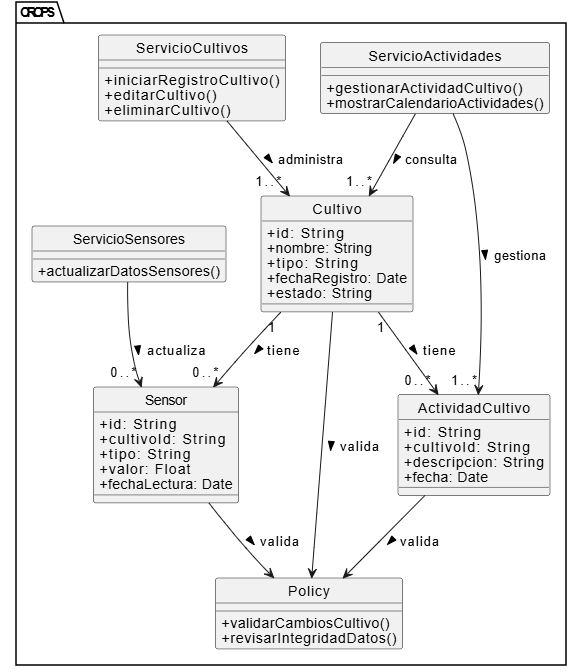 CROPS
ServicioCultivos
+iniciarRegistroCultivo()
+editarCultivo()
+eliminarCultivo()
ServicioActividades
+gestionarActividadCultivo()
+mostrarCalendarioActividades()
administra
consulta
1..*
1..*
Cultivo
+id: String
+nombre: String
+tipo: String
+fechaRegistro: Date
+estado: String
ServicioSensores
+actualizarDatosSensores()
gestiona
1
1
actualiza
tiene
tiene
0..*
0..*
0..*
1..*
Sensor
+id: String
+cultivoId: String
+tipo: String
+valor: Float
+fechaLectura: Date
ActividadCultivo
+id: String
+cultivoId: String
+descripcion: String
+fecha: Date
valida
valida
valida
Policy
+validarCambiosCultivo()
+revisarIntegridadDatos()